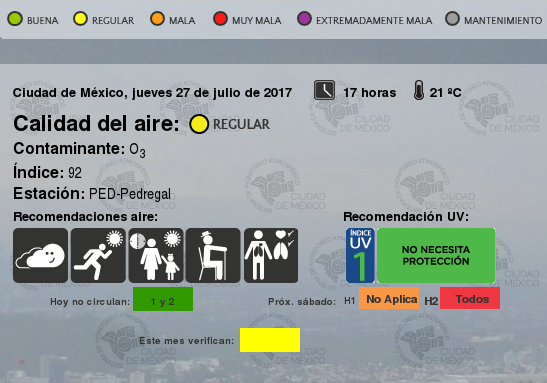 BUENA REGULAR MALA MUY MALA EXTREMADAMENTE MALA MANTENIMIENTO
Ciudad de México, jueves 27 de julio de 2017 17 horas 21 ºC
Calidad del aire: REGULAR
Contaminante: O3
Índice: 92
Estación: PED-Pedregal
Recomendaciones aire: Recomendación UV:
ÍNDICE UV 1 NO NECESITA
PROTECCIÓN
Hoy no circulan: 1 y 2 Próx. sábado: H1 No Aplica H2 Todos
Este mes verifican:
CIUDAD
DE MÉXICO